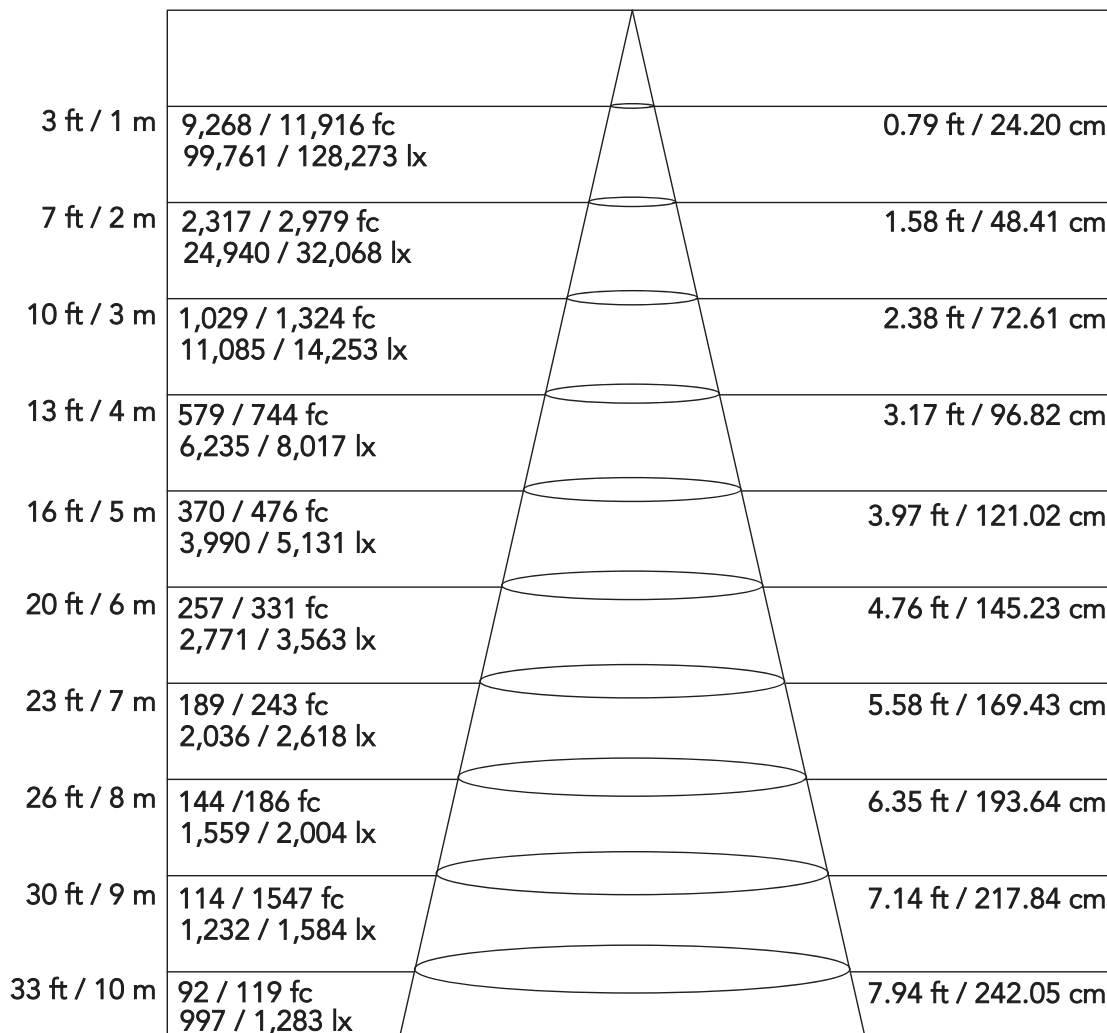 3 ft / 1 m
9,268 / 11,916 fc
99,761 / 128,273 lx
0.79 ft / 24.20 cm
7 ft / 2 m
2,317 / 2,979 fc
24,940 / 32,068 lx
1.58 ft / 48.41 cm
10 ft / 3 m
1,029 / 1,324 fc
11,085 / 14,253 lx
2.38 ft / 72.61 cm
13 ft / 4 m
579 / 744 fc
6,235 / 8,017 lx
3.17 ft / 96.82 cm
16 ft / 5 m
370 / 476 fc
3,990 / 5,131 lx
3.97 ft / 121.02 cm
20 ft / 6 m
257 / 331 fc
2,771 / 3,563 lx
4.76 ft / 145.23 cm
23 ft / 7 m
189 / 243 fc
2,036 / 2,618 lx
5.58 ft / 169.43 cm
26 ft / 8 m
144 /186 fc
1,559 / 2,004 lx
6.35 ft / 193.64 cm
30 ft / 9 m
114 / 1547 fc
1,232 / 1,584 lx
7.14 ft / 217.84 cm
33 ft / 10 m
92 / 119 fc
997 / 1,283 lx
7.94 ft / 242.05 cm